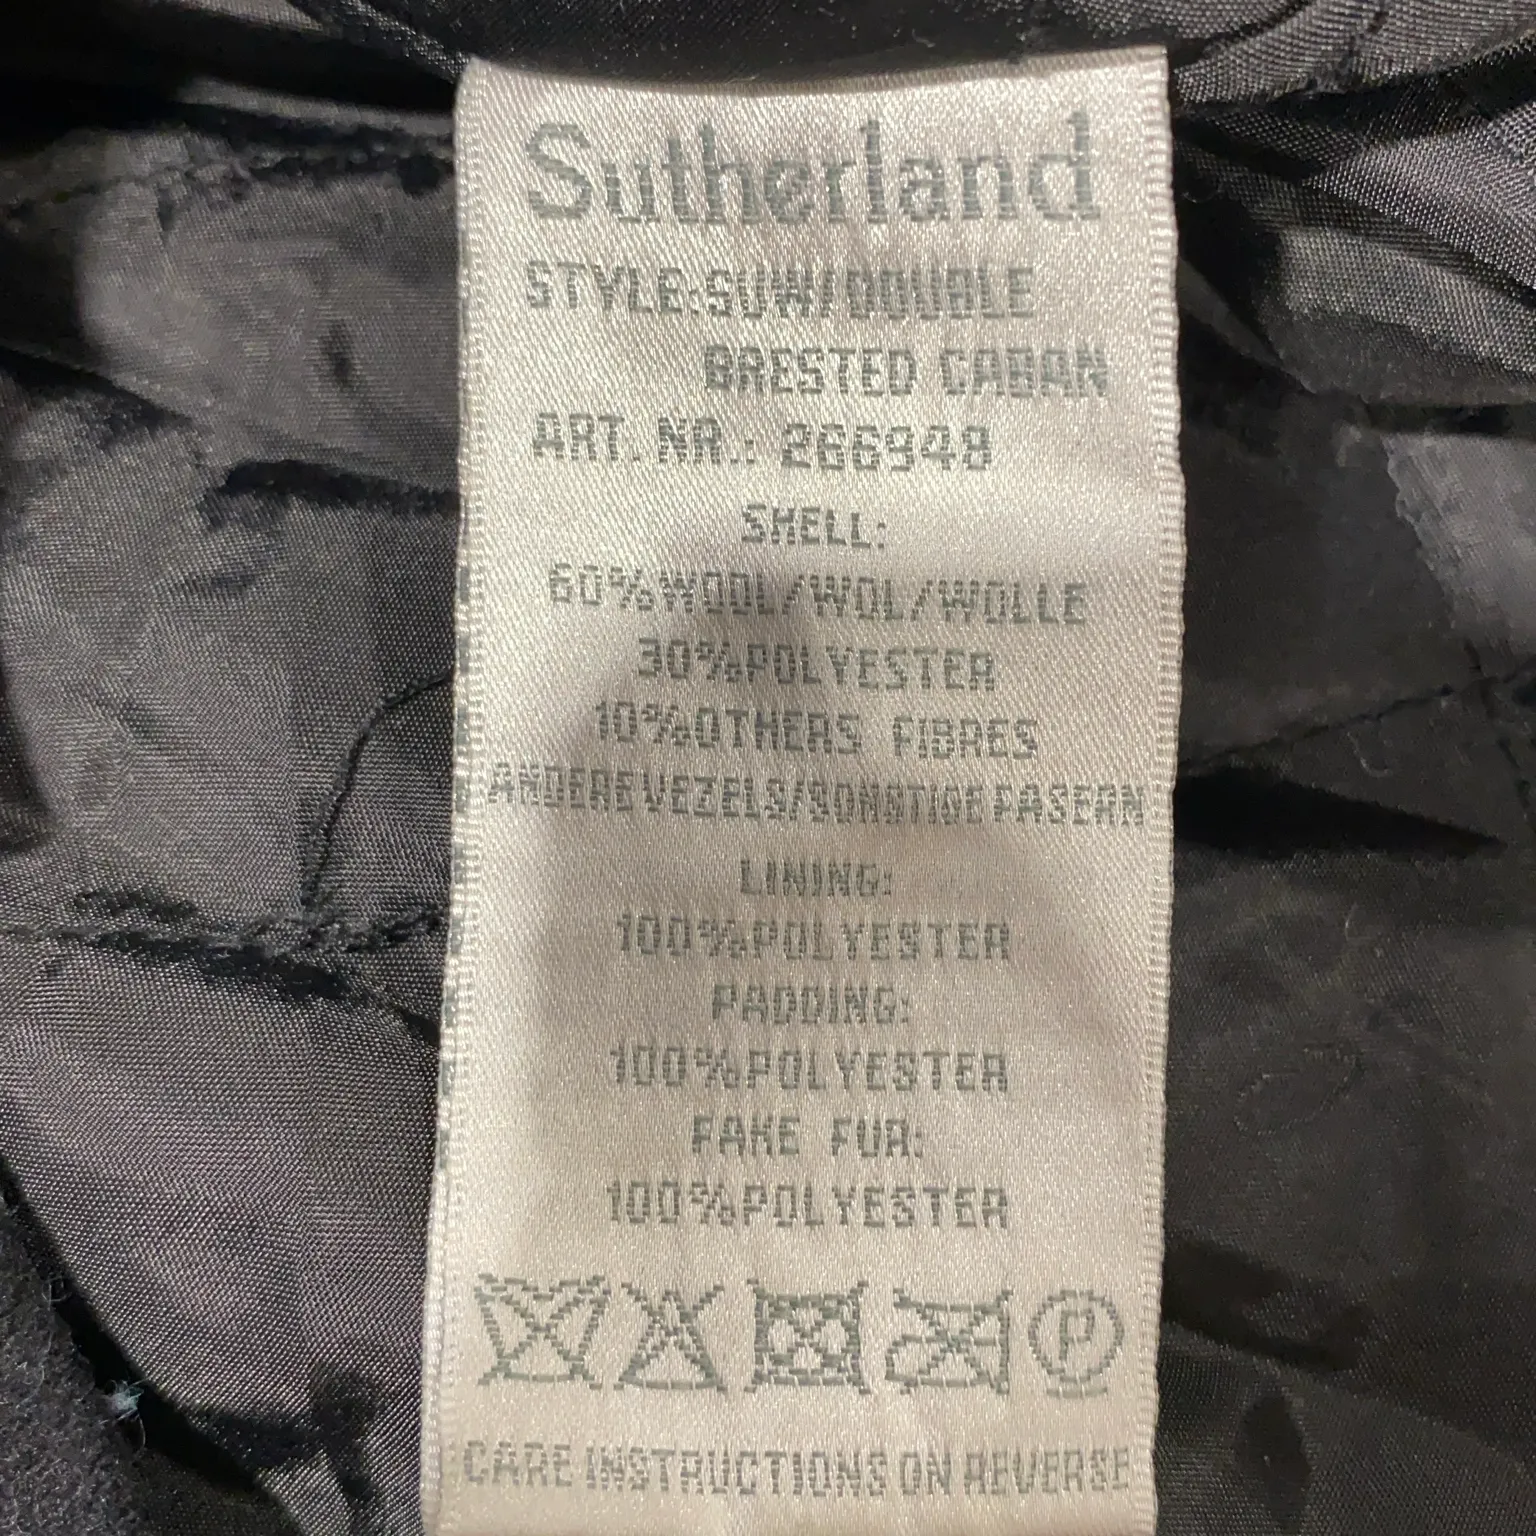 Sutherland
STYLE:SUW/DOUBLE
BRESTED CABAN
ART. NR.: 266948
SHELL:
60%WOOL/WOL/WOLLE
30%POLYESTER
10%OTHERS FIBRES
ANDERE VEZELS/SONSTIGE FASERN
LINING:
100%POLYESTER
PADDING:
100%POLYESTER
FAKE FUR:
100%POLYESTER
P
CARE INSTRUCTIONS ON REVERSE